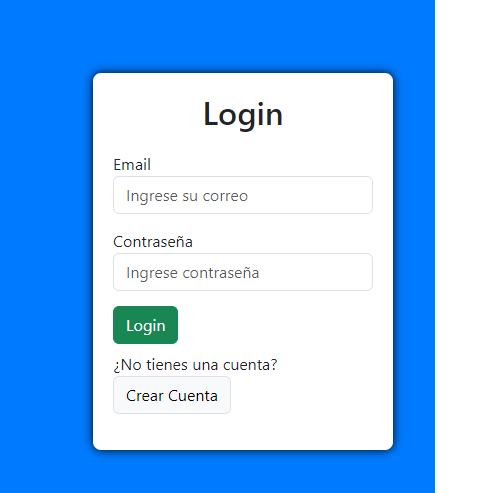 Login
Email
Ingrese su correo
Contraseña
Ingrese contraseña
Login
¿No tienes una cuenta?
Crear Cuenta